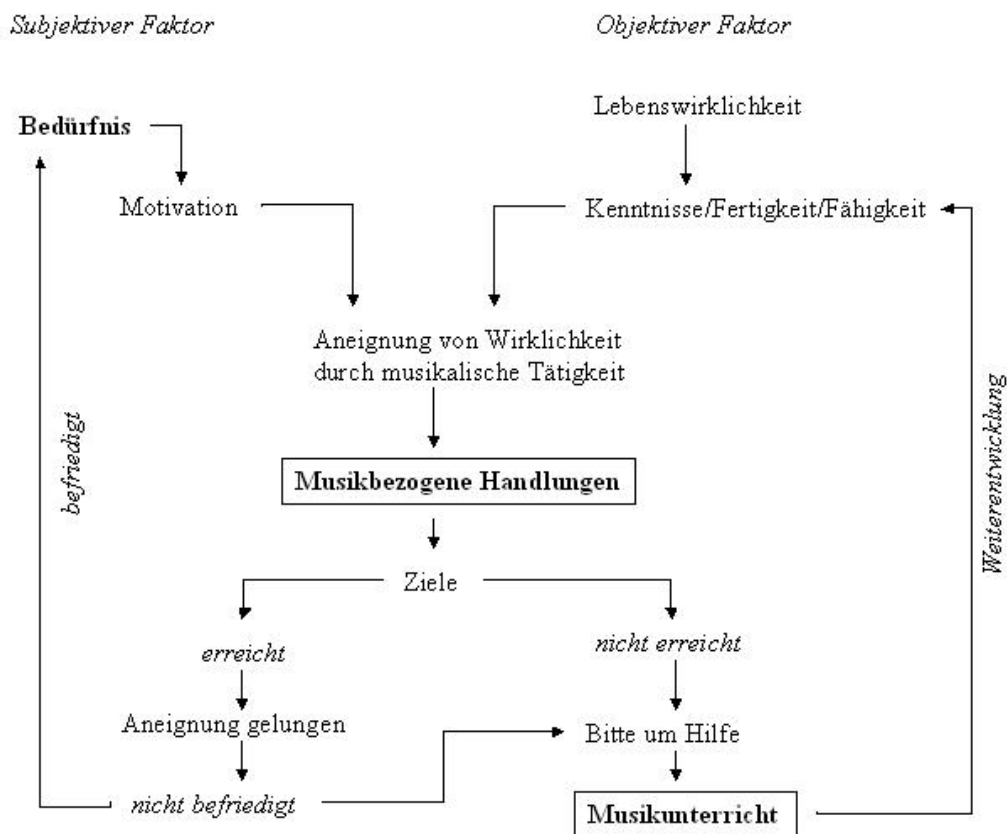 Subjektiver Faktor
Objektiver Faktor
Lebenswirklichkeit
Bedürfnis
Motivation
Kenntnisse/Fertigkeit/Fähigkeit
Aneignung von Wirklichkeit
durch musikalische Tätigkeit
befriedigt
Weiterentwicklung
Musikbezogene Handlungen
Ziele
erreicht
nicht erreicht
Aneignung gelungen
Bitte um Hilfe
nicht befriedigt
Musikunterricht